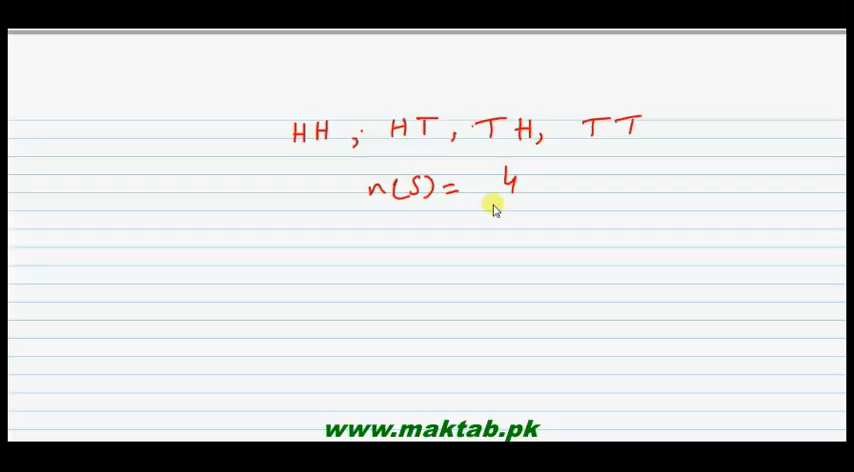 HH ; HT , TH, TT
n(S) = 4
www.maktab.pk